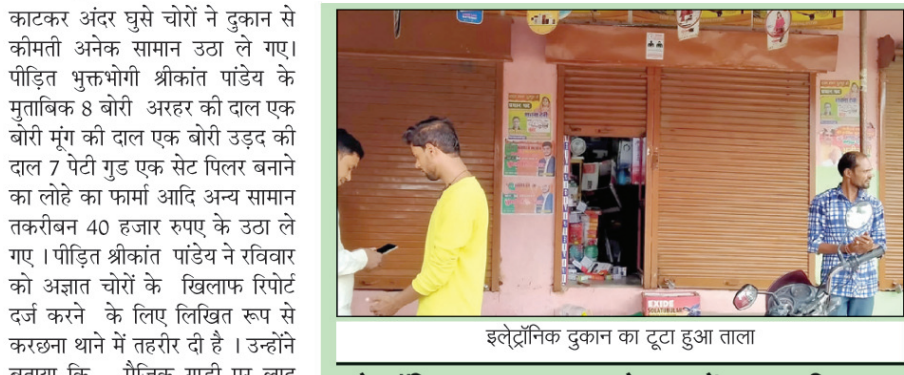 काटकर अंदर घुसे चोरों ने दुकान से
कीमती अनेक सामान उठा ले गए।
पीड़ित भुक्तभोगी श्रीकांत पांडेय के
मुताबिक 8 बोरी अरहर की दाल एक
बोरी मूंग की दाल एक बोरी उड़द की
दाल 7 पेटी गुड एक सेट पिलर बनाने
का लोहे का फार्मा आदि अन्य सामान
तकरीबन 40 हजार रुपए के उठा ले
गए । पीड़ित श्रीकांत पांडेय ने रविवार
को अज्ञात चोरों के खिलाफ रिपोर्ट
दर्ज करने के लिए लिखित रूप से
करछना थाने में तहरीर दी है । उन्होंने
EXIDE
इले्ट्रॉनिक दुकान का टूटा हुआ ताला